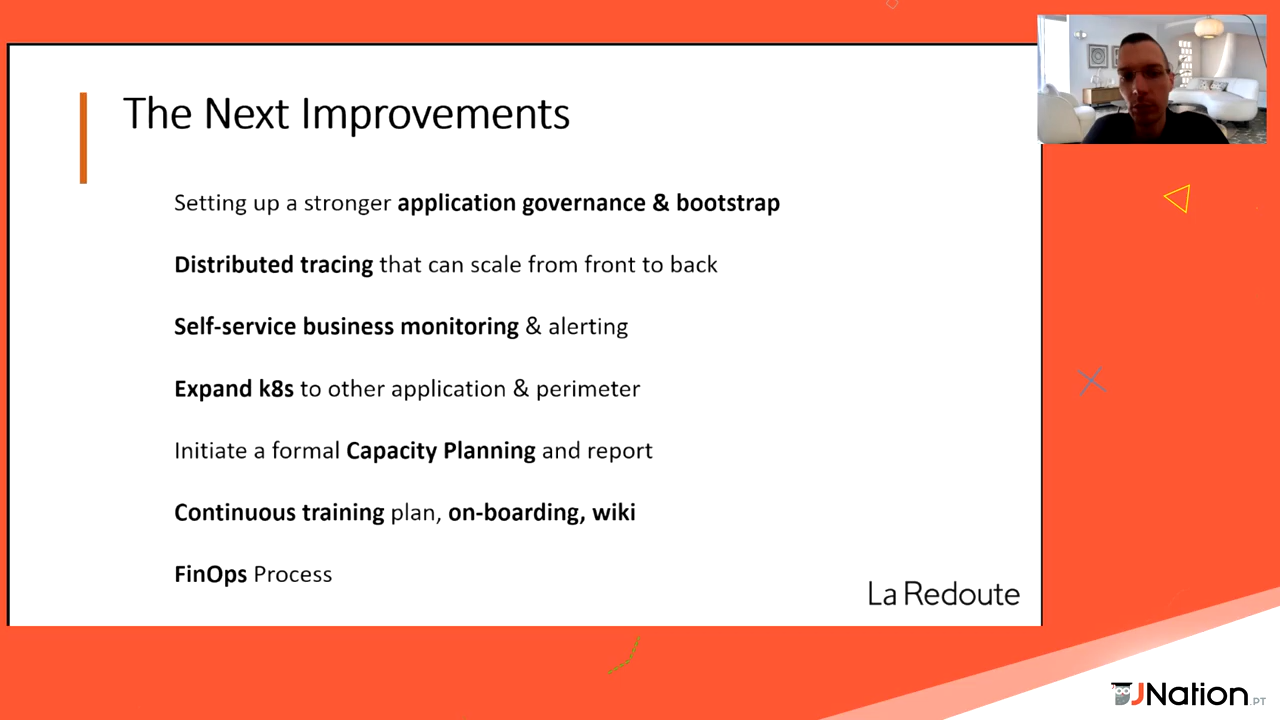 The Next Improvements
Setting up a stronger application governance & bootstrap
Distributed tracing that can scale from front to back
Self-service business monitoring & alerting
Expand k8s to other application & perimeter
Initiate a formal Capacity Planning and report
Continuous training plan, on-boarding, wiki
FinOps Process
La Redoute
JNation.PT